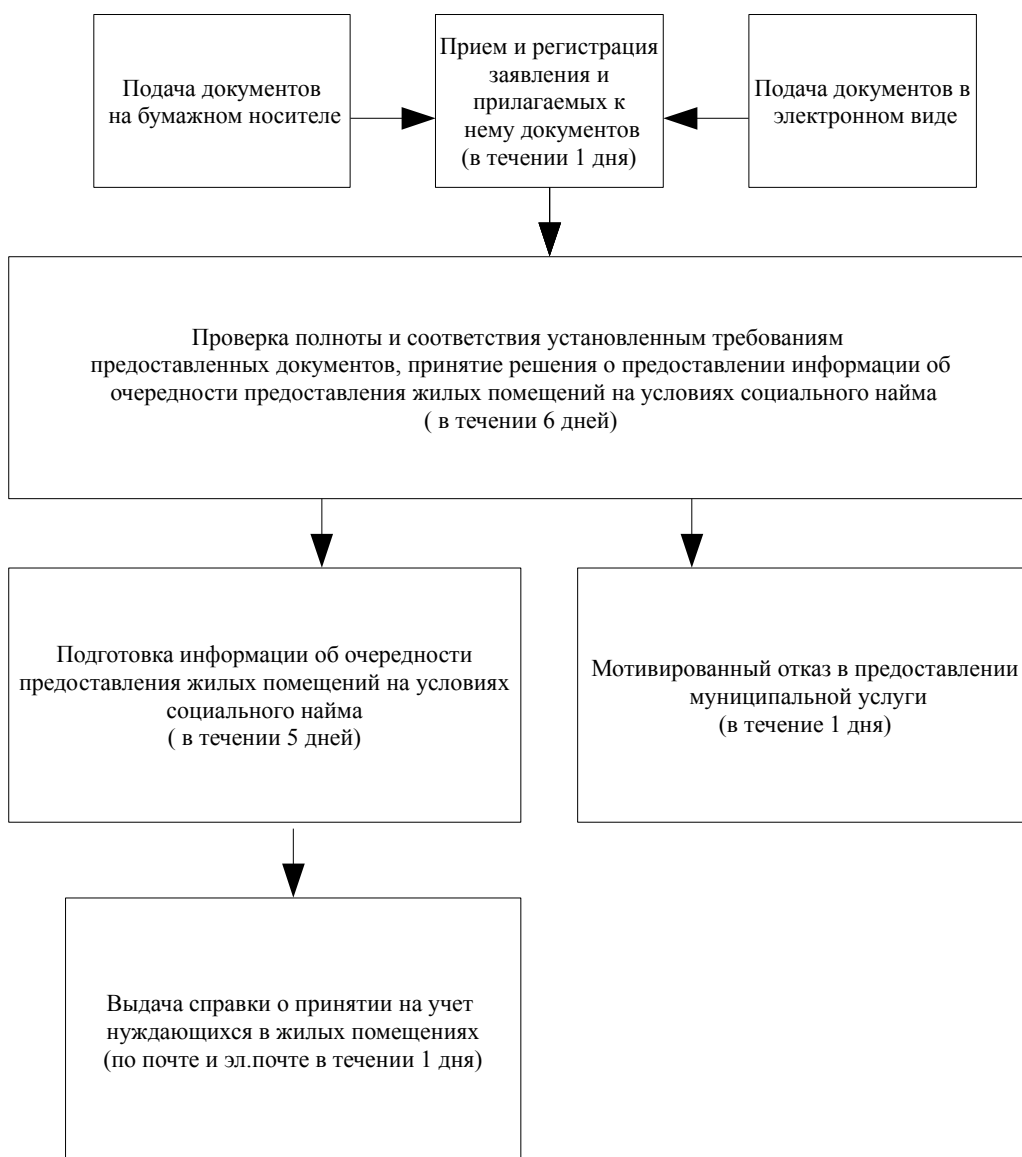 Подача документов
на бумажном носителе
Прием и регистрация
заявления и
прилагаемых к
нему документов
(в течении 1 дня)
Подача документов в
электронном виде
Проверка полноты и соответствия установленным требованиям
предоставленных документов, принятие решения о предоставлении информации об
очередности предоставления жилых помещений на условиях социального найма
( в течении 6 дней)
Подготовка информации об очередности
предоставления жилых помещений на условиях
социального найма
( в течении 5 дней)
Мотивированный отказ в предоставлении
муниципальной услуги
(в течение 1 дня)
Выдача справки о принятии на учет
нуждающихся в жилых помещениях
(по почте и эл.почте в течении 1 дня)